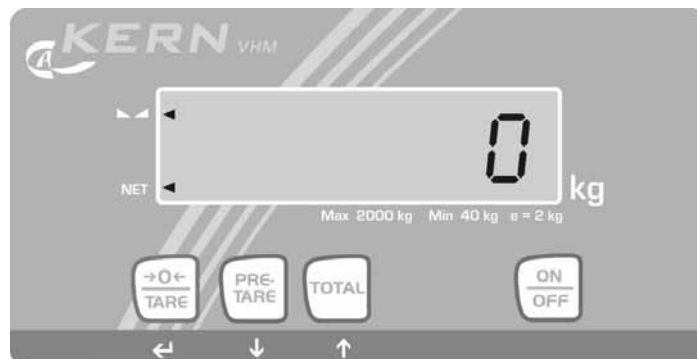 KERN VHM
0
NET
kg
Max 2000 kg Min 40 kg e = 2 kg
→0← TARE
PRE-TARE
TOTAL
ON OFF